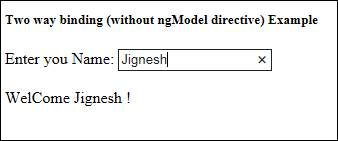 Two way binding (without ngModel directive) Example
Enter you Name: Jignesh ×
WelCome Jignesh !